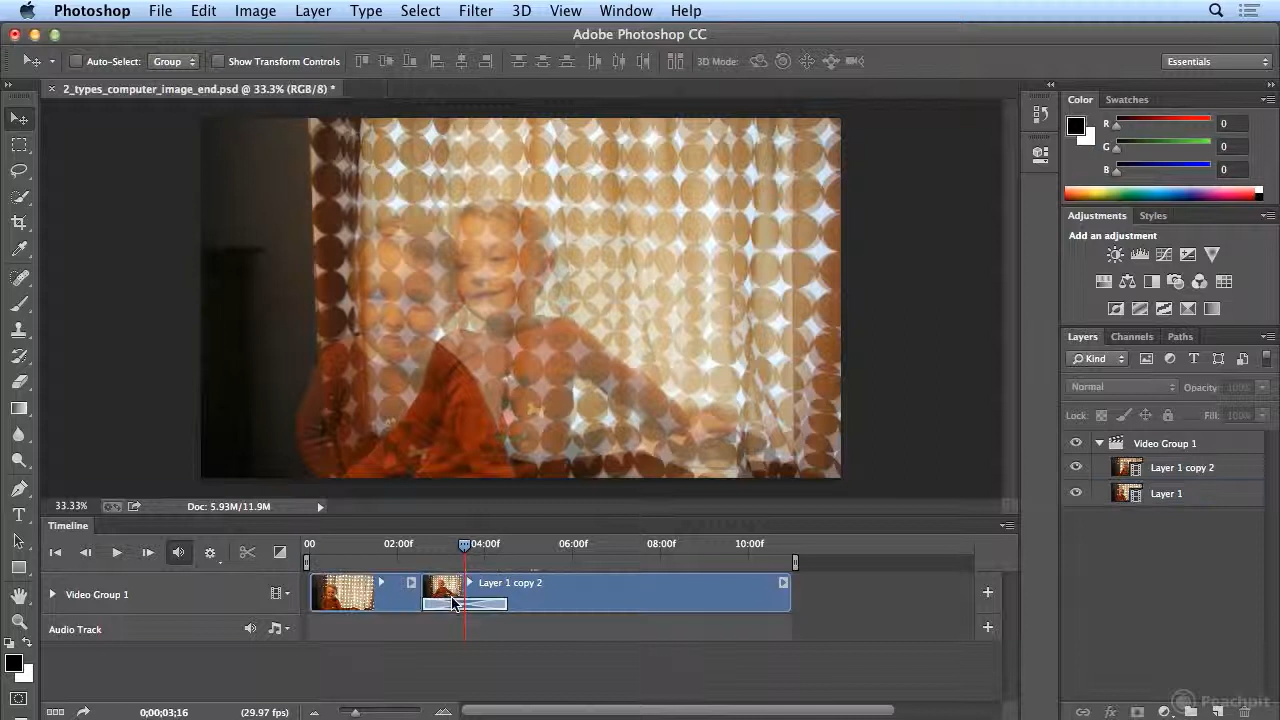 Photoshop File Edit Image Layer Type Select Filter 3D View Window Help
Adobe Photoshop CC
Auto-Select: Group Show Transform Controls 3D Mode: Essentials
× 2_types_computer_image_end.psd @ 33.3% (RGB/8) *
Color Swatches
R 0
G 0
B 0
Adjustments Styles
Add an adjustment
Layers Channels Paths
Kind
Normal Opacity: 100%
Lock: Fill: 100%
Video Group 1
Layer 1 copy 2
Layer 1
33.33% Doc: 5.93M/11.9M
Timeline
00 02:00f 04:00f 06:00f 08:00f 10:00f
Layer 1 copy 2
Video Group 1
Audio Track
0;00;03;16 (29.97 fps)
Peachpit